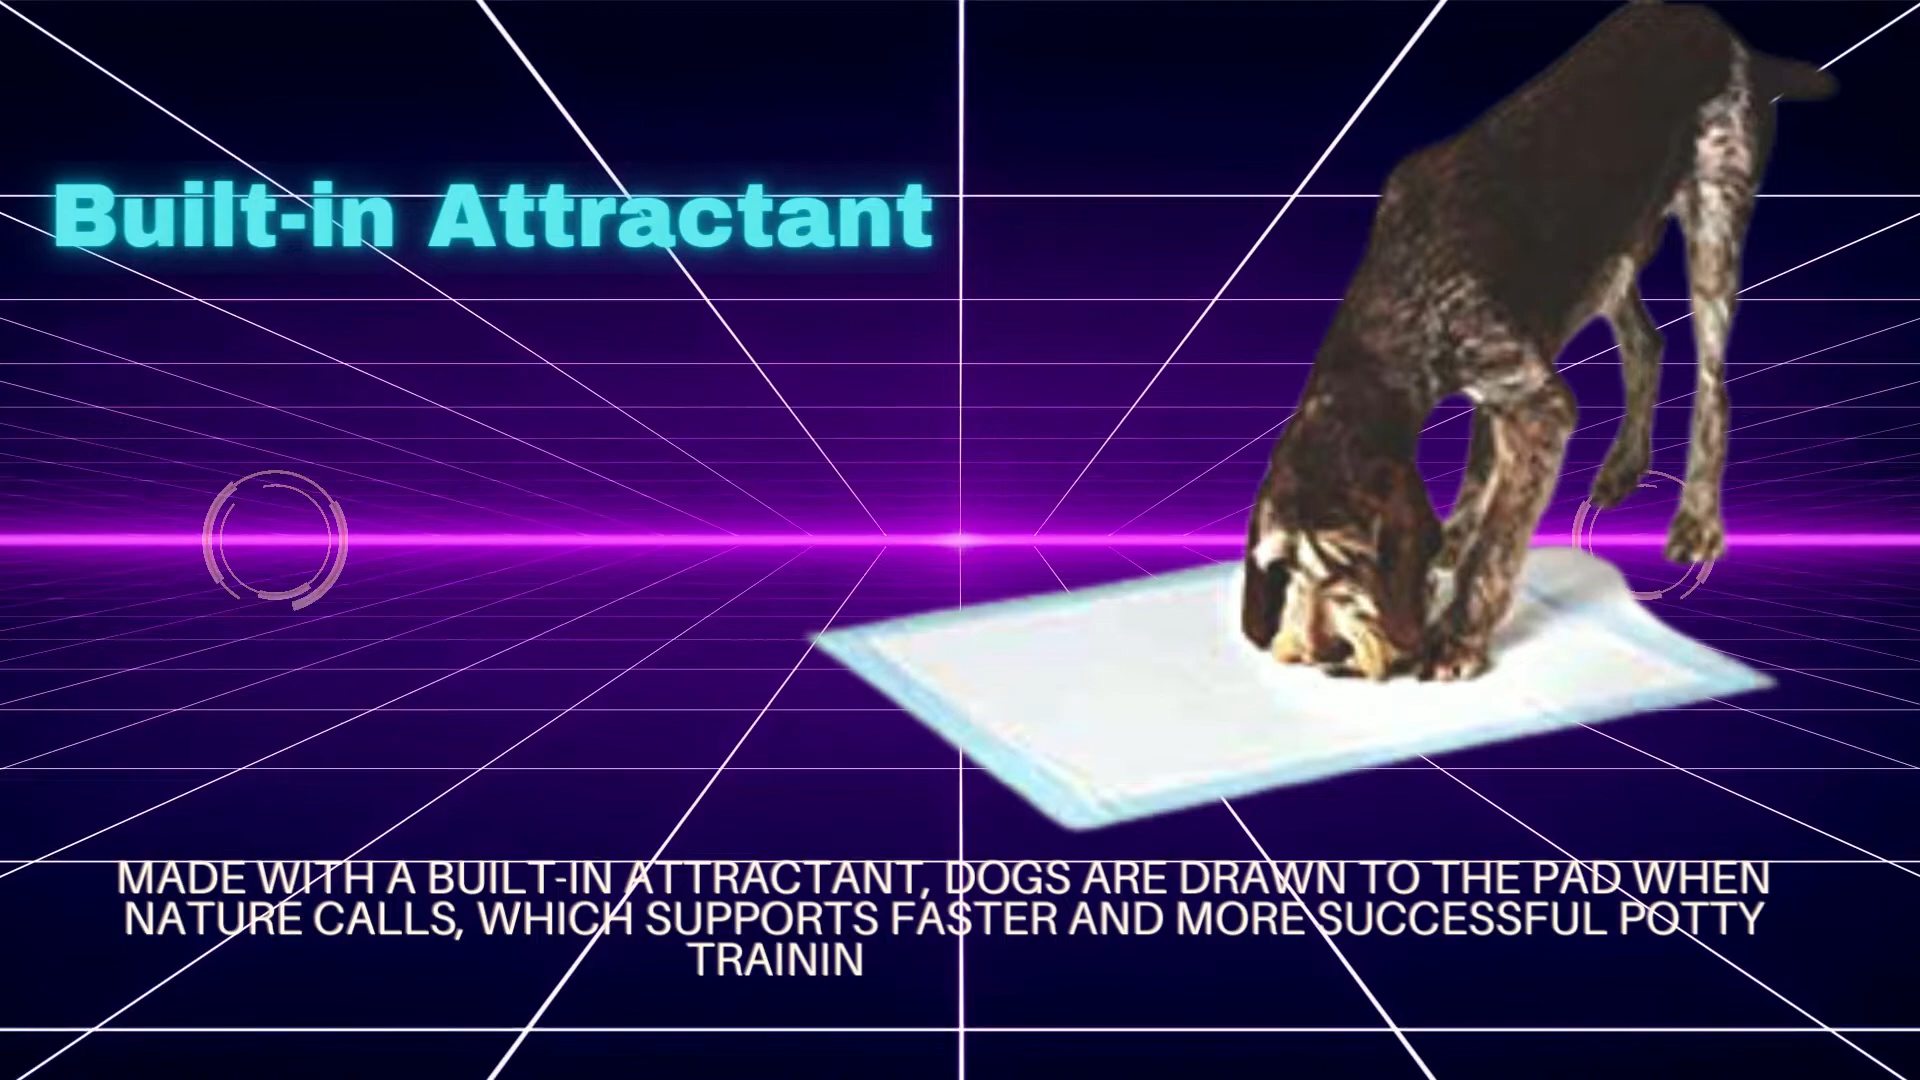 Built-in Attractant
MADE WITH A BUILT-IN ATTRACTANT, DOGS ARE DRAWN TO THE PAD WHEN
NATURE CALLS, WHICH SUPPORTS FASTER AND MORE SUCCESSFUL POTTY
TRAININ